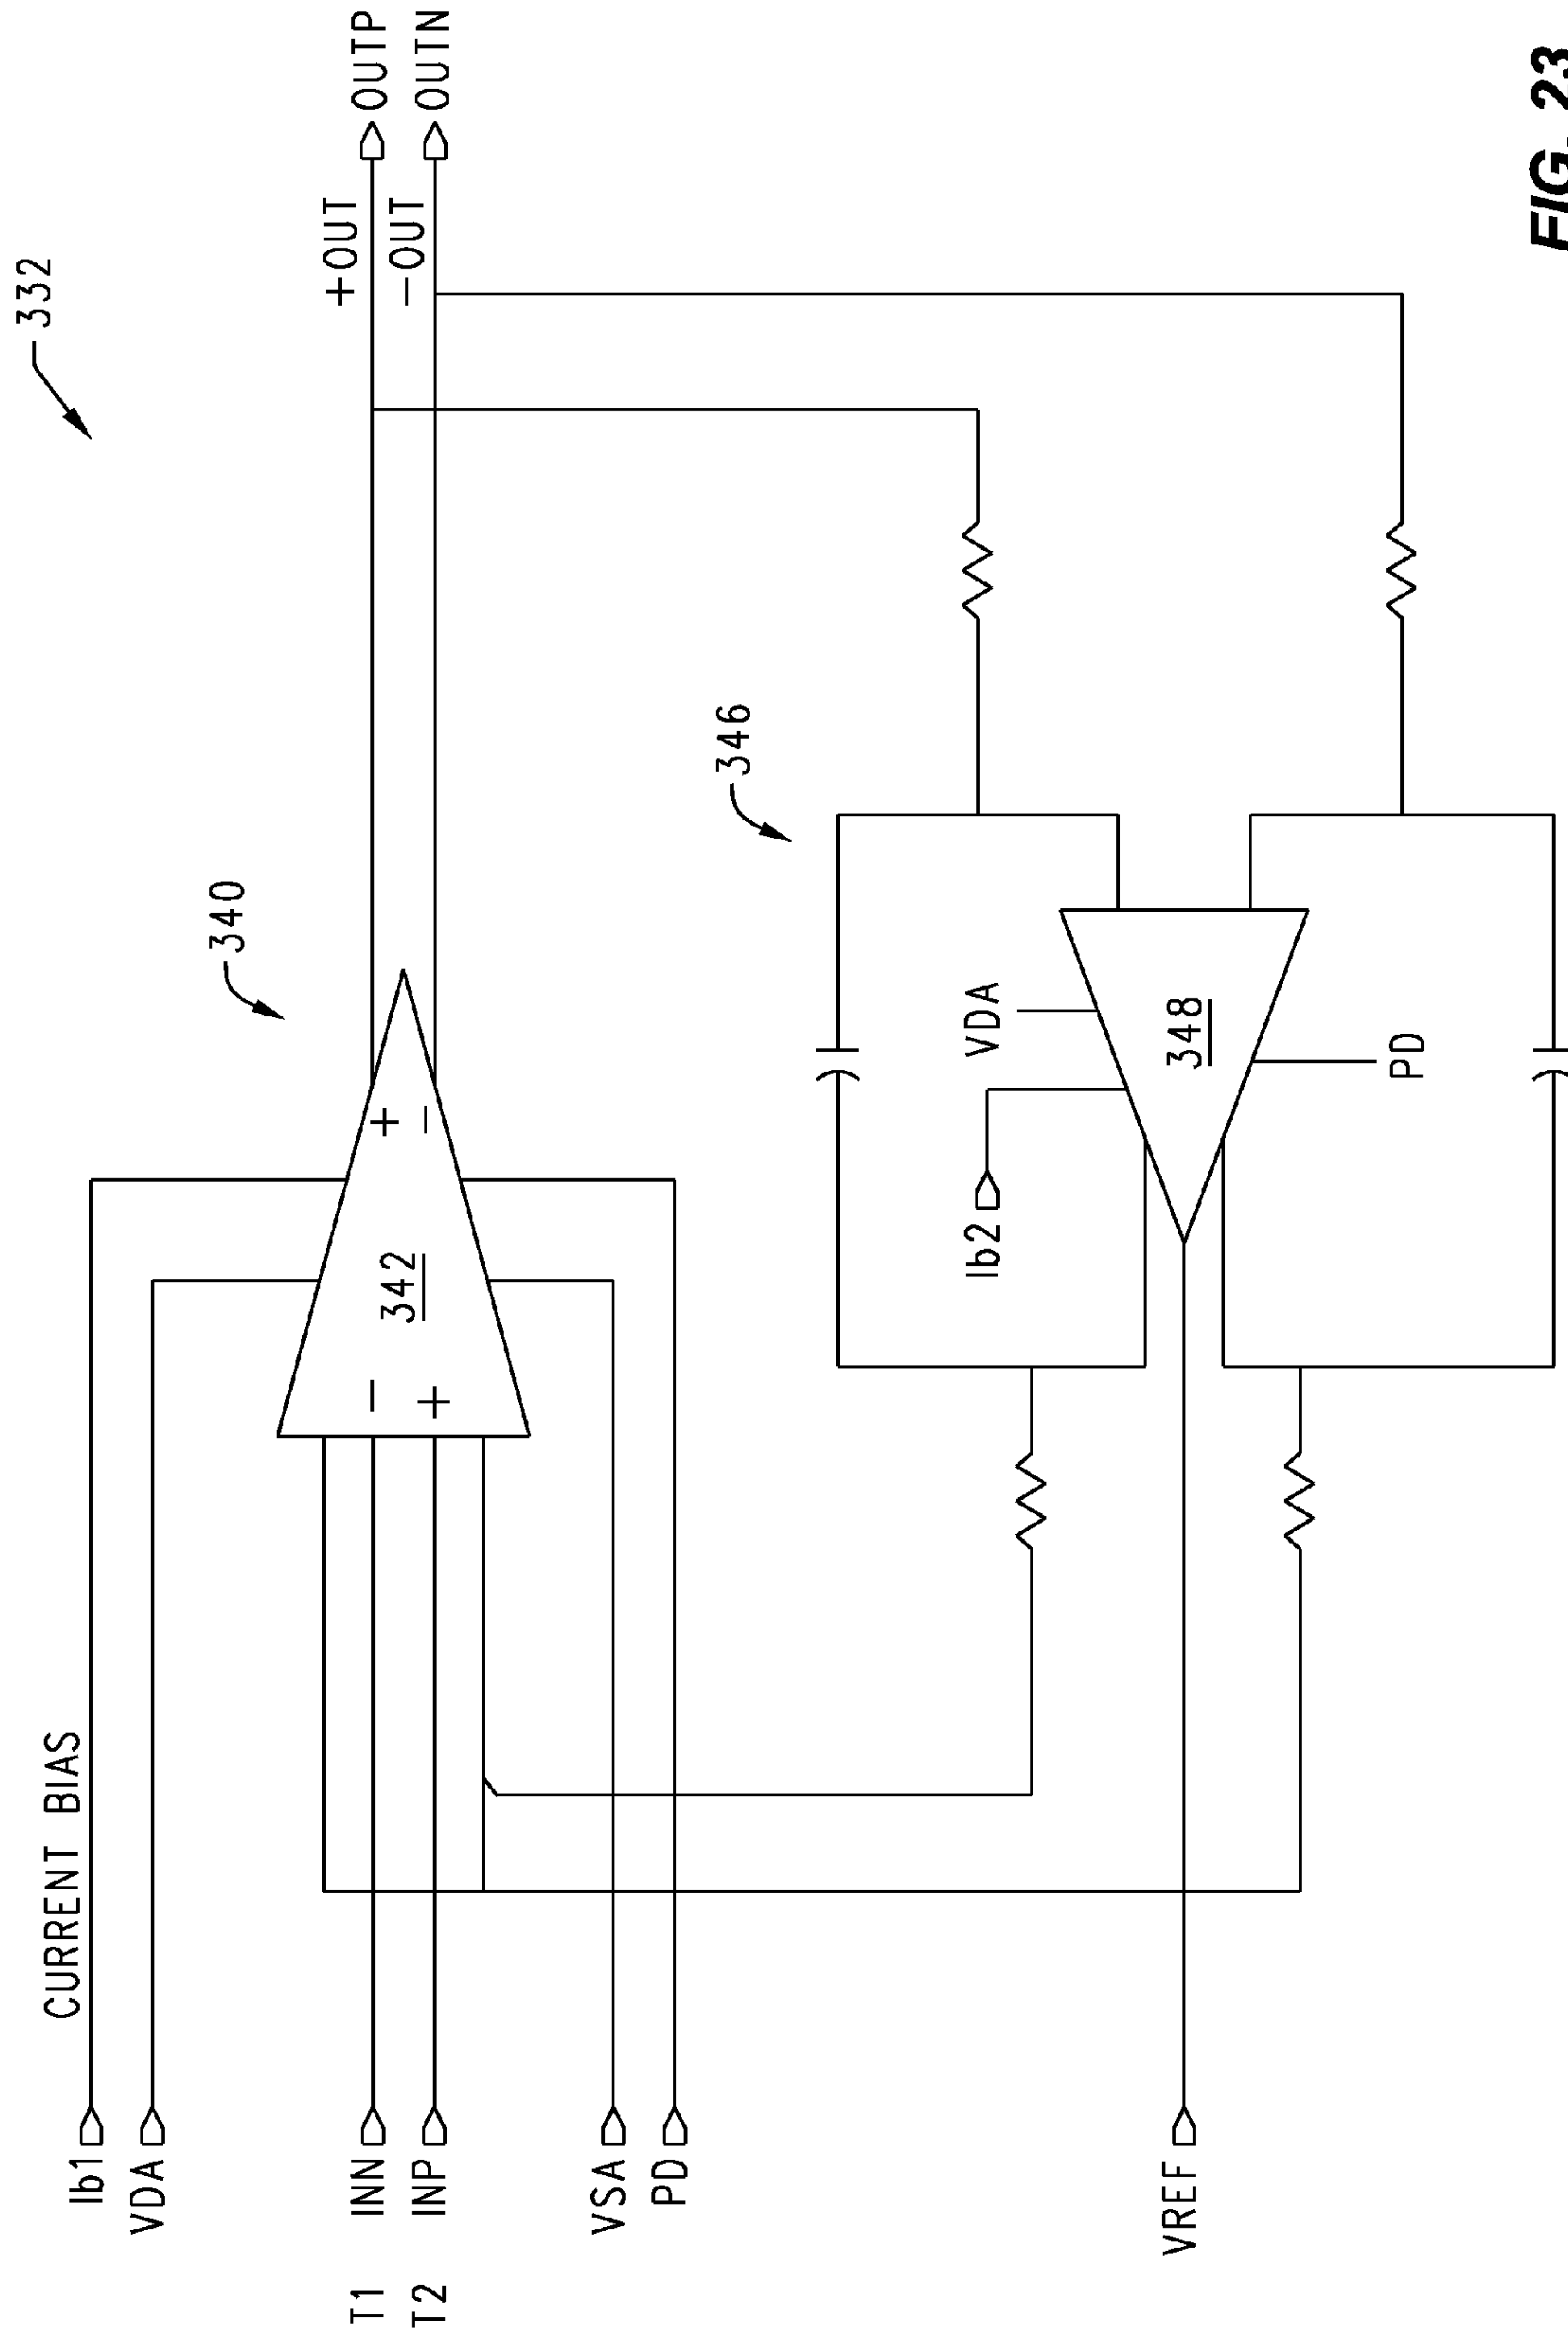 332
CURRENT BIAS
Ib1
VDA
340
+OUT
OUTP
−OUT
OUTN
T1 INN
T2 INP
−
+
342
+
−
VSA
PD
346
VDA
Ib2
348
VREF
PD
FIG. 23